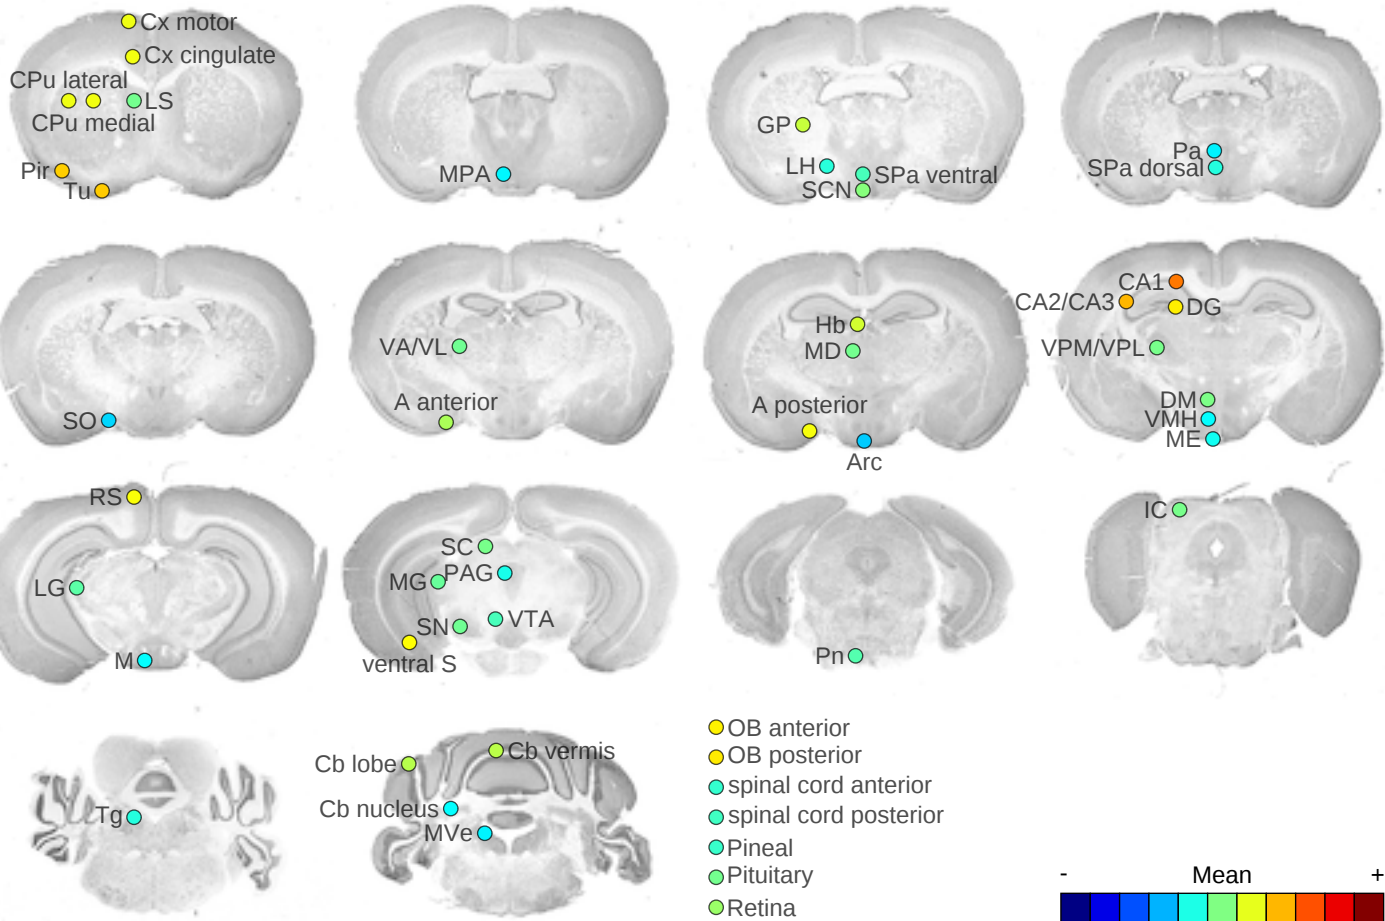 Cx motor
Cx cingulate
CPu lateral
LS
CPu medial
Pir
Tu
MPA
GP
LH
SPa ventral
SCN
Pa
SPa dorsal
SO
VA/VL
A anterior
Hb
MD
A posterior
Arc
CA1
CA2/CA3
DG
VPM/VPL
DM
VMH
ME
RS
LG
M
SC
MG
PAG
SN
VTA
ventral S
Pn
IC
Tg
Cb lobe
Cb vermis
Cb nucleus
MVe
OB anterior
OB posterior
spinal cord anterior
spinal cord posterior
Pineal
Pituitary
Retina
- Mean +